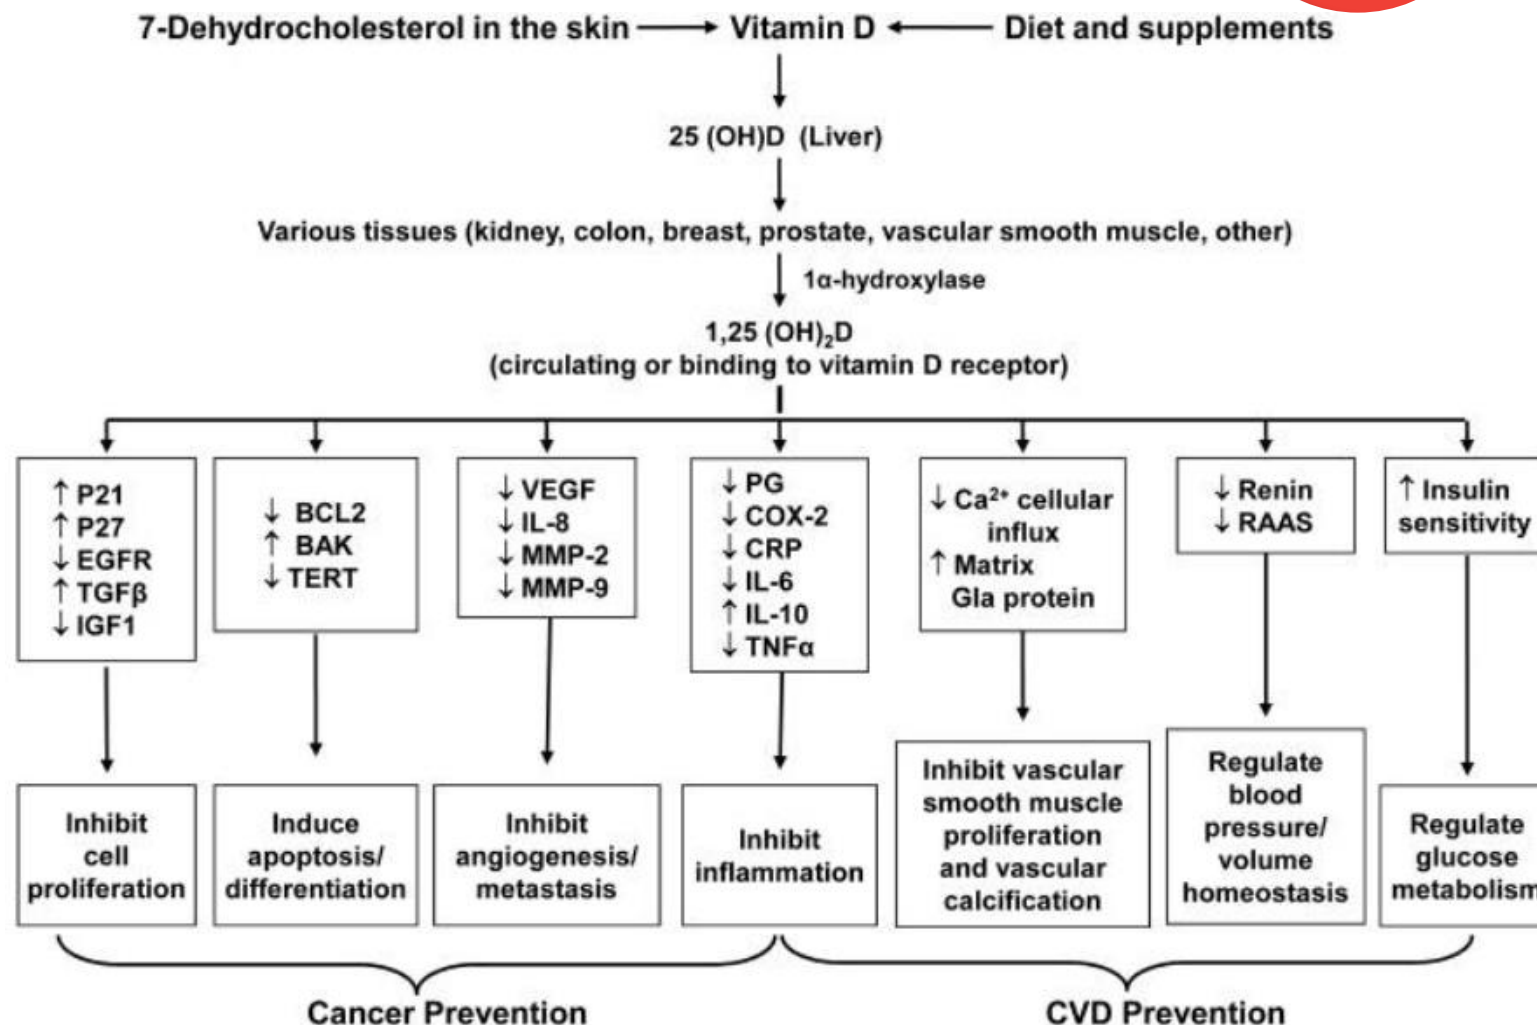 7-Dehydrocholesterol in the skin → Vitamin D ← Diet and supplements
25 (OH)D (Liver)
Various tissues (kidney, colon, breast, prostate, vascular smooth muscle, other)
1α-hydroxylase
1,25 (OH)₂D
(circulating or binding to vitamin D receptor)
↑ P21
↑ P27
↓ EGFR
↑ TGFβ
↓ IGF1
↓ BCL2
↑ BAK
↓ TERT
↓ VEGF
↓ IL-8
↓ MMP-2
↓ MMP-9
↓ PG
↓ COX-2
↓ CRP
↓ IL-6
↑ IL-10
↓ TNFα
↓ Ca²⁺ cellular
influx
↑ Matrix
Gla protein
↓ Renin
↓ RAAS
↑ Insulin
sensitivity
Inhibit
cell
proliferation
Induce
apoptosis/
differentiation
Inhibit
angiogenesis/
metastasis
Inhibit
inflammation
Inhibit vascular
smooth muscle
proliferation
and vascular
calcification
Regulate
blood
pressure/
volume
homeostasis
Regulate
glucose
metabolism
Cancer Prevention
CVD Prevention